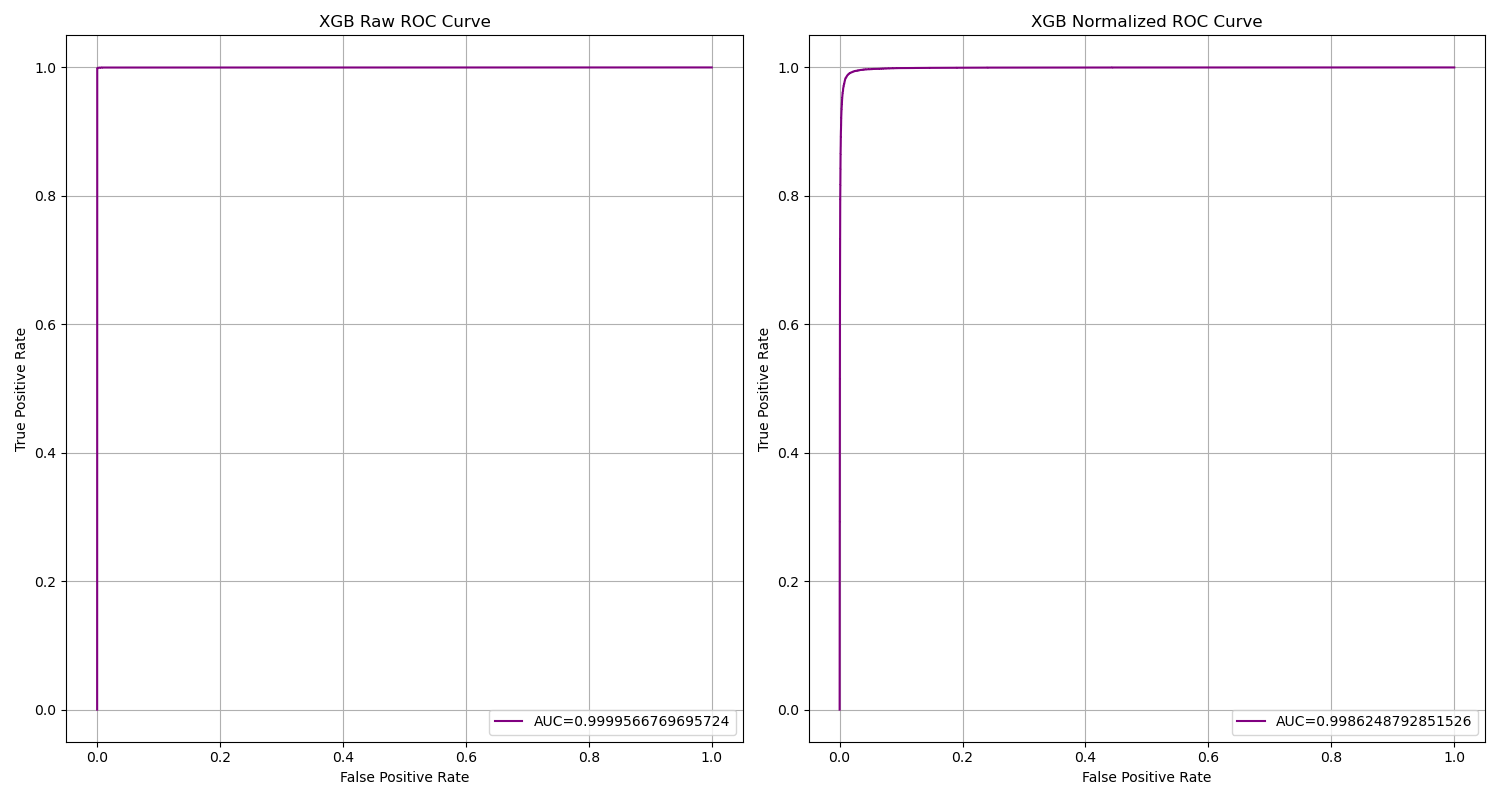 XGB Raw ROC Curve
1.0
0.8
0.6
0.4
0.2
0.0
True Positive Rate
0.0 0.2 0.4 0.6 0.8 1.0
False Positive Rate
AUC=0.9999566769695724
XGB Normalized ROC Curve
1.0
0.8
0.6
0.4
0.2
0.0
True Positive Rate
0.0 0.2 0.4 0.6 0.8 1.0
False Positive Rate
AUC=0.9986248792851526